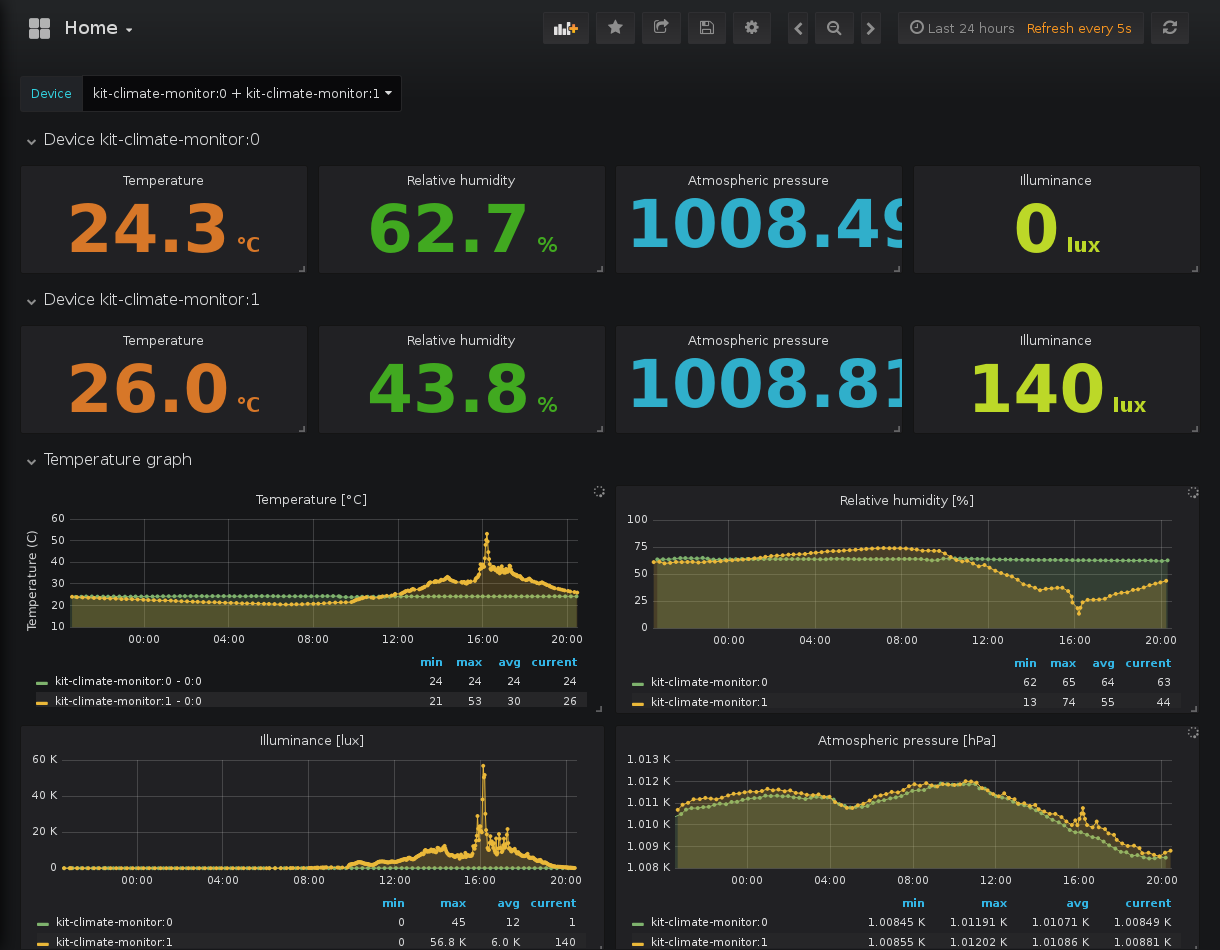 Home
Last 24 hours Refresh every 5s
Device kit-climate-monitor:0 + kit-climate-monitor:1
Device kit-climate-monitor:0
Temperature Relative humidity Atmospheric pressure Illuminance
24.3 °C 62.7 % 1008.49 0 lux
Device kit-climate-monitor:1
Temperature Relative humidity Atmospheric pressure Illuminance
26.0 °C 43.8 % 1008.81 140 lux
Temperature graph
Temperature [°C]
Temperature (C)
60
50
40
30
20
10
00:00 04:00 08:00 12:00 16:00 20:00
min max avg current
kit-climate-monitor:0 - 0:0 24 24 24 24
kit-climate-monitor:1 - 0:0 21 53 30 26
Relative humidity [%]
100
75
50
25
0
00:00 04:00 08:00 12:00 16:00 20:00
min max avg current
kit-climate-monitor:0 62 65 64 63
kit-climate-monitor:1 13 74 55 44
Illuminance [lux]
60 K
40 K
20 K
0
00:00 04:00 08:00 12:00 16:00 20:00
min max avg current
kit-climate-monitor:0 0 45 12 1
kit-climate-monitor:1 0 56.8 K 6.0 K 140
Atmospheric pressure [hPa]
1.013 K
1.012 K
1.011 K
1.010 K
1.009 K
1.008 K
00:00 04:00 08:00 12:00 16:00 20:00
min max avg current
kit-climate-monitor:0 1.00845 K 1.01191 K 1.01071 K 1.00849 K
kit-climate-monitor:1 1.00855 K 1.01202 K 1.01086 K 1.00881 K